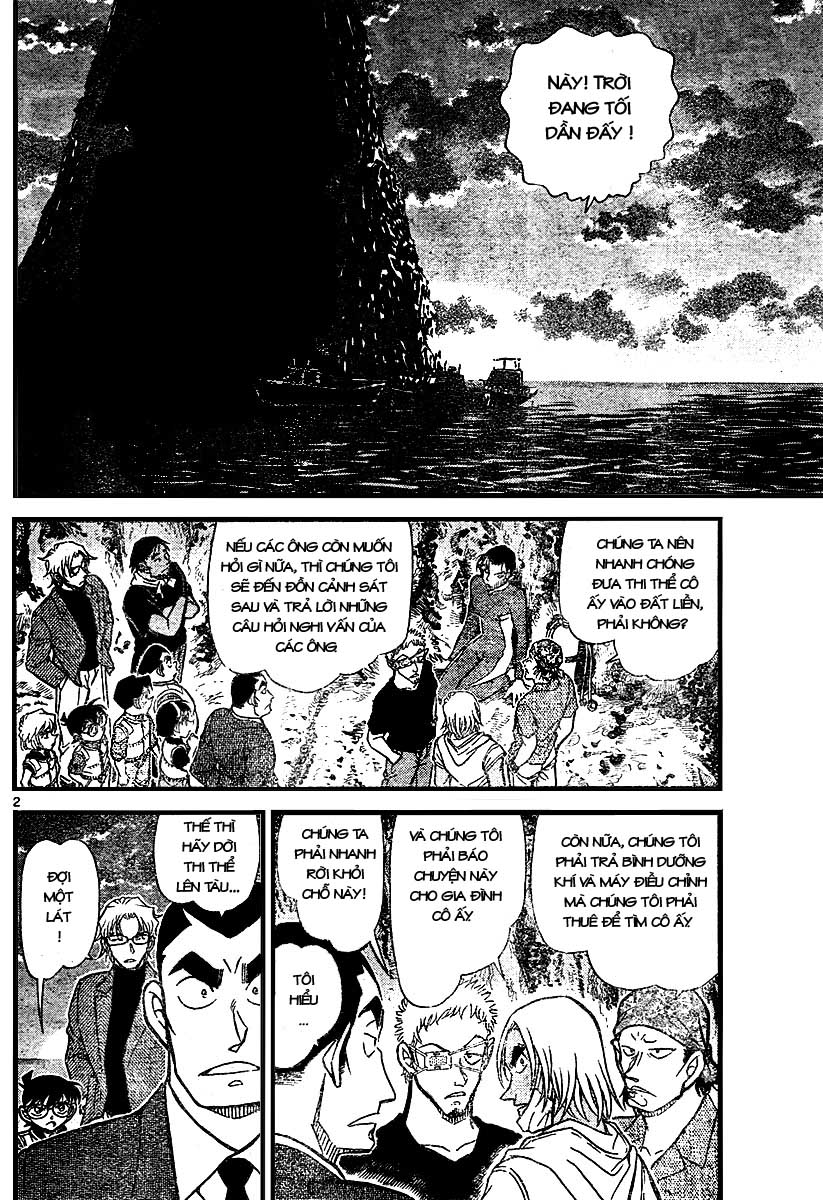 NÀY! TRỜI
ĐANG TỐI
DẦN ĐẤY !
CHÚNG TA NÊN
NHANH CHÓNG
ĐƯA THI THỂ CÔ
ẤY VÀO ĐẤT LIỀN,
PHẢI KHÔNG?
NẾU CÁC ÔNG CÒN MUỐN
HỎI GÌ NỮA, THÌ CHÚNG TÔI
SẼ ĐẾN ĐỒN CẢNH SÁT
SAU VÀ TRẢ LỜI NHỮNG
CÂU HỎI NGHI VẤN CỦA
CÁC ÔNG
2
CÒN NỮA, CHÚNG TÔI
PHẢI TRẢ BÌNH DƯỠNG
KHÍ VÀ MÁY ĐIỀU CHỈNH
MÀ CHÚNG TÔI PHẢI
THUÊ ĐỂ TÌM CÔ ẤY.
VÀ CHÚNG TÔI
PHẢI BÁO
CHUYỆN NÀY
CHO GIA ĐÌNH
CÔ ẤY.
CHÚNG TA
PHẢI NHANH
RỜI KHỎI
CHỖ NÀY!
TÔI
HIỂU
...
THẾ THÌ
HÃY DỜI
THI THỂ
LÊN TÀU...
ĐỢI
MỘT
LÁT
!